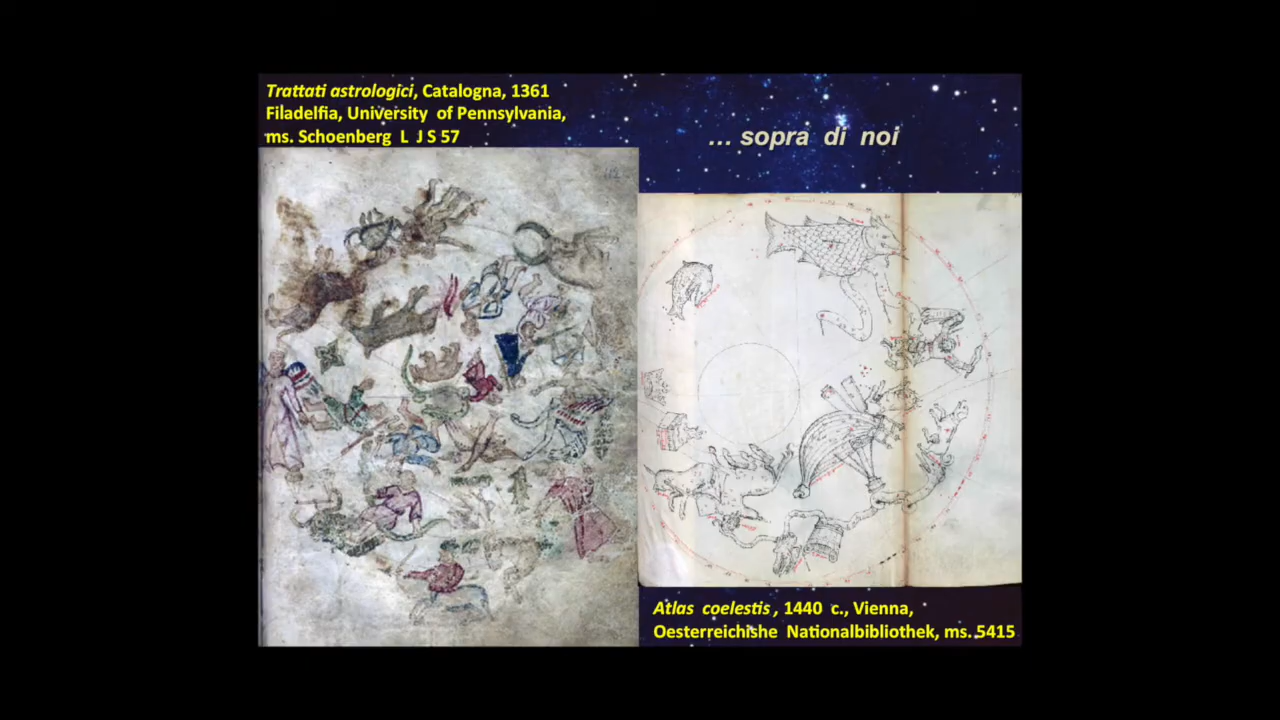 Trattati astrologici, Catalogna, 1361
Filadelfia, University of Pennsylvania,
ms. Schoenberg L J S 57
... sopra di noi
Atlas coelestis , 1440 c., Vienna,
Oesterreichishe Nationalbibliothek, ms. 5415